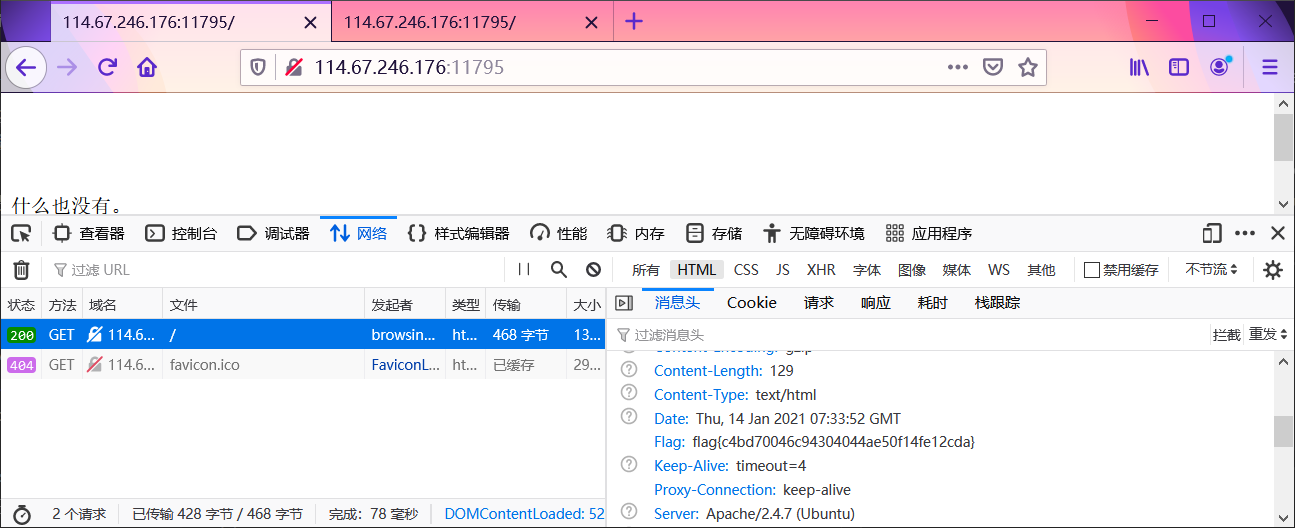 114.67.246.176:11795/
114.67.246.176:11795/
114.67.246.176:11795
什么也没有。
查看器 控制台 调试器 网络 {} 样式编辑器 性能 内存 存储 无障碍环境 应用程序
过滤 URL 所有 HTML CSS JS XHR 字体 图像 媒体 WS 其他 禁用缓存 不节流
状态 方法 域名 文件 发起者 类型 传输 大小
200 GET 114.6... / browsin... ht... 468 字节 13...
404 GET 114.6... favicon.ico FaviconL... ht... 已缓存 29...
2 个请求 已传输 428 字节 / 468 字节 完成：78 毫秒 DOMContentLoaded: 52
消息头 Cookie 请求 响应 耗时 栈跟踪
过滤消息头 拦截 重发
Content-Encoding: gzip
Content-Length: 129
Content-Type: text/html
Date: Thu, 14 Jan 2021 07:33:52 GMT
Flag: flag{c4bd70046c94304044ae50f14fe12cda}
Keep-Alive: timeout=4
Proxy-Connection: keep-alive
Server: Apache/2.4.7 (Ubuntu)